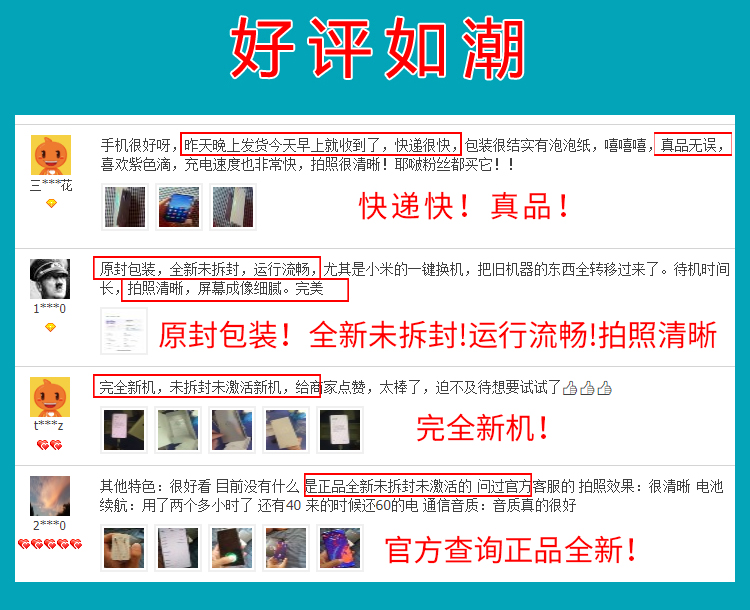 好评如潮
手机很好呀，昨天晚上发货今天早上就收到了，快递很快，包装很结实有泡泡纸，嘻嘻嘻，真品无误，
喜欢紫色滴，充电速度也非常快，拍照很清晰！耶啵粉丝都买它！！
三***花
快递快！真品！
原封包装，全新未拆封，运行流畅，尤其是小米的一键换机，把旧机器的东西全转移过来了。待机时间
长，拍照清晰，屏幕成像细腻。完美
1***0
原封包装！全新未拆封!运行流畅!拍照清晰
完全新机，未拆封未激活新机，给商家点赞，太棒了，迫不及待想要试试了👍👍👍
t***z
完全新机！
其他特色：很好看 目前没有什么 是正品全新未拆封未激活的 问过官方客服的 拍照效果：很清晰 电池
续航：用了两个多小时了 还有40 来的时候还60的电 通信音质：音质真的很好
2***0
官方查询正品全新！